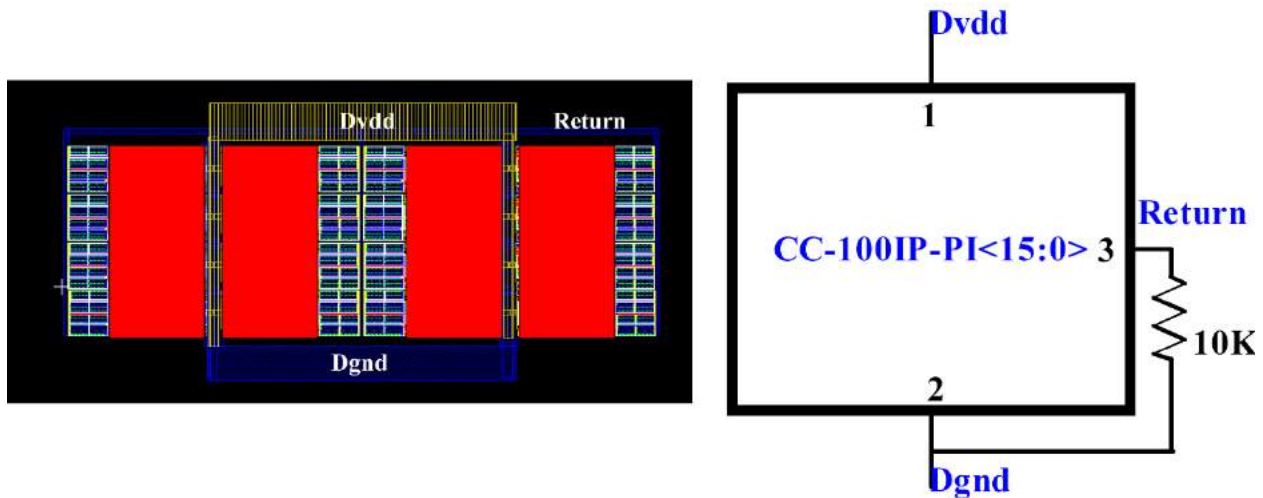 Dvdd
Return
Dgnd
Dvdd
1
Return
CC-100IP-PI<15:0> 3
10K
2
Dgnd